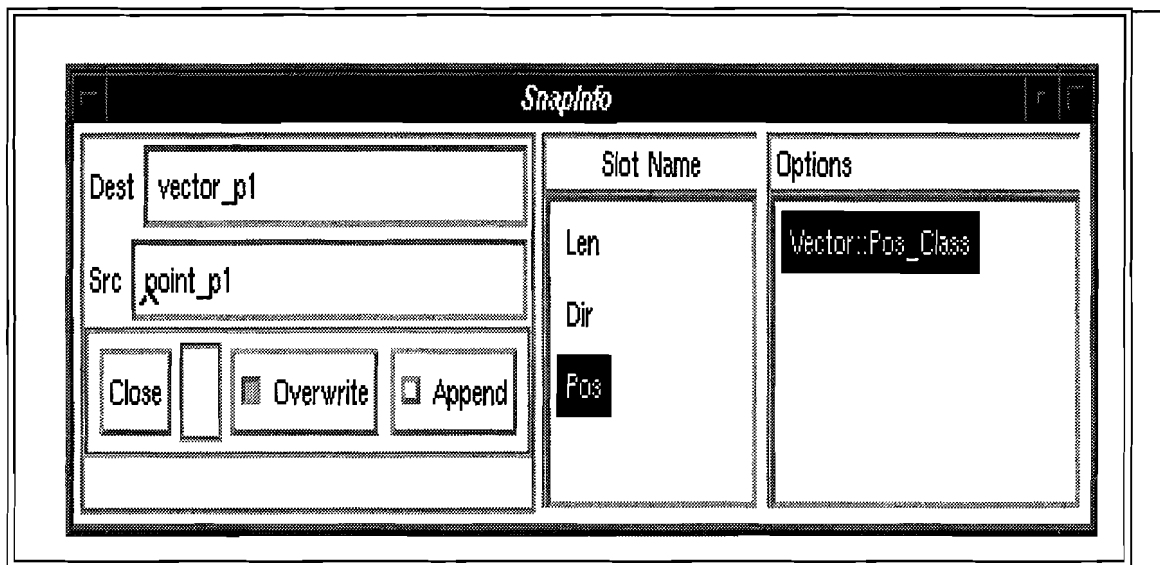 SnapInfo
Dest vector_p1
Src point_p1
Close Overwrite Append
Slot Name
Len
Dir
Pos
Options
Vector::Pos_Class